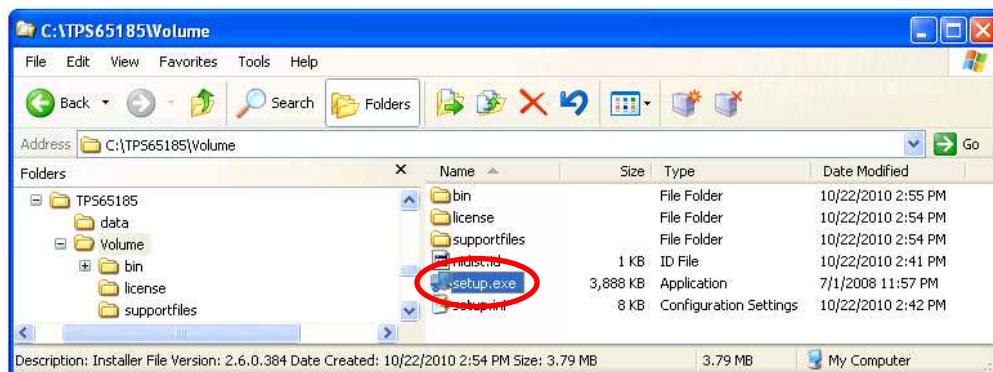 C:\TPS65185\Volume
File Edit View Favorites Tools Help
Back Search Folders
Address C:\TPS65185\Volume Go
Folders X Name Size Type Date Modified
TPS65185
data
Volume
bin
license
supportfiles
bin File Folder 10/22/2010 2:55 PM
license File Folder 10/22/2010 2:54 PM
supportfiles File Folder 10/22/2010 2:54 PM
nidist.id 1 KB ID File 10/22/2010 2:41 PM
setup.exe 3,888 KB Application 7/1/2008 11:57 PM
setup.ini 8 KB Configuration Settings 10/22/2010 2:42 PM
Description: Installer File Version: 2.6.0.384 Date Created: 10/22/2010 2:54 PM Size: 3.79 MB 3.79 MB My Computer